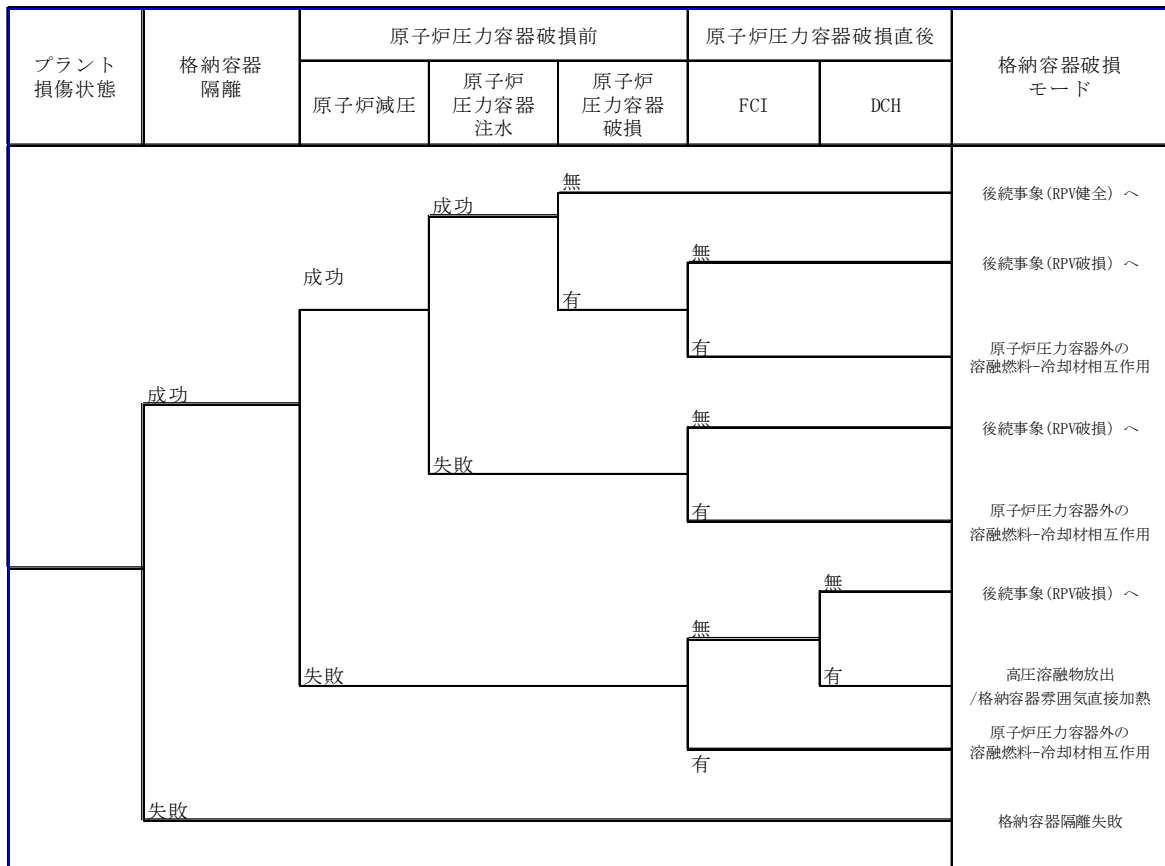 プラント
損傷状態
格納容器
隔離
原子炉圧力容器破損前
原子炉減圧
原子炉
圧力容器
注水
原子炉
圧力容器
破損
原子炉圧力容器破損直後
FCI
DCH
格納容器破損
モード
無
後続事象(RPV健全) へ
成功
無
後続事象(RPV破損) へ
成功
有
有
原子炉圧力容器外の
溶融燃料-冷却材相互作用
成功
無
後続事象(RPV破損) へ
失敗
有
原子炉圧力容器外の
溶融燃料-冷却材相互作用
無
後続事象(RPV破損) へ
無
失敗
有
高圧溶融物放出
/格納容器雰囲気直接加熱
有
原子炉圧力容器外の
溶融燃料-冷却材相互作用
失敗
格納容器隔離失敗